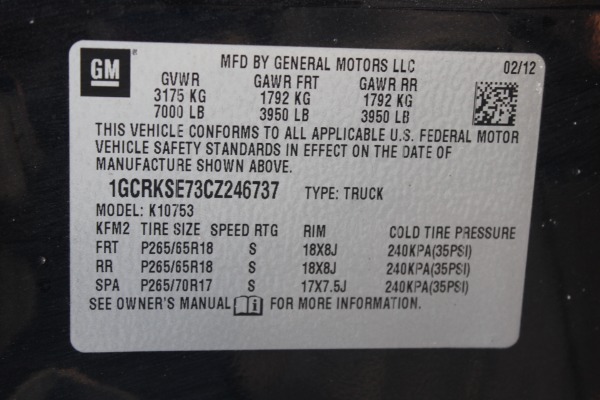 GM
MFD BY GENERAL MOTORS LLC 02/12
GVWR GAWR FRT GAWR RR
3175 KG 1792 KG 1792 KG
7000 LB 3950 LB 3950 LB
THIS VEHICLE CONFORMS TO ALL APPLICABLE U.S. FEDERAL MOTOR
VEHICLE SAFETY STANDARDS IN EFFECT ON THE DATE OF
MANUFACTURE SHOWN ABOVE.
1GCRKSE73CZ246737 TYPE: TRUCK
MODEL: K10753
KFM2 TIRE SIZE SPEED RTG RIM COLD TIRE PRESSURE
FRT P265/65R18 S 18X8J 240KPA(35PSI)
RR P265/65R18 S 18X8J 240KPA(35PSI)
SPA P265/70R17 S 17X7.5J 240KPA(35PSI)
SEE OWNER'S MANUAL i FOR MORE INFORMATION.